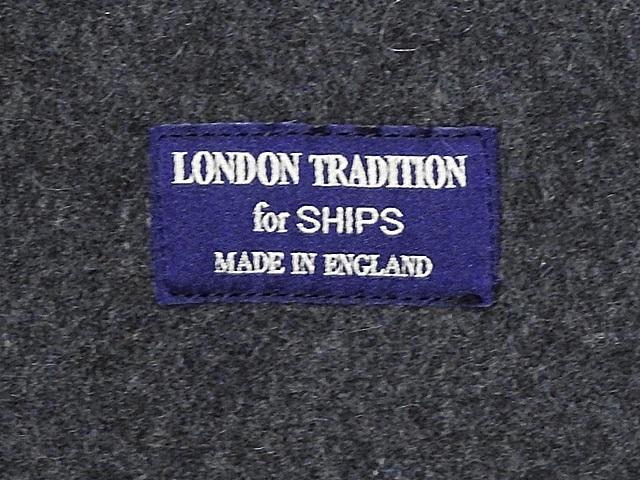 LONDON TRADITION
for SHIPS
MADE IN ENGLAND